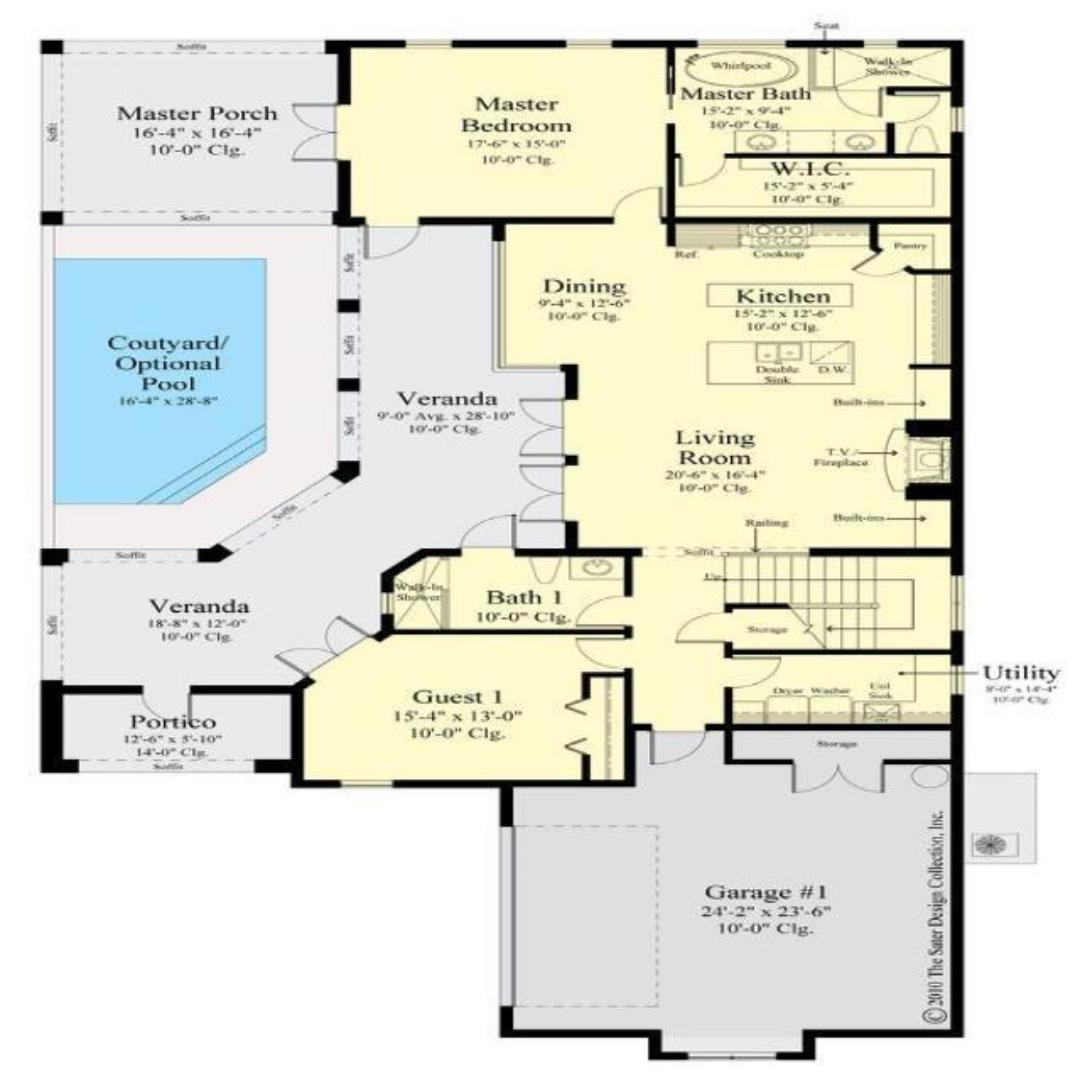 Seat
Soffit
Soffit
Master Porch
16'-4" x 16'-4"
10'-0" Clg.
Soffit
Master
Bedroom
17'-6" x 15'-0"
10'-0" Clg.
Whirlpool
Walk-In
Shower
Master Bath
15'-2" x 9'-4"
10'-0" Clg.
W.I.C.
15'-2" x 5'-4"
10'-0" Clg.
Ref.
Cooktop
Pantry
Dining
9'-4" x 12'-6"
10'-0" Clg.
Kitchen
15'-2" x 12'-6"
10'-0" Clg.
Double
Sink
D.W.
Coutyard/
Optional
Pool
16'-4" x 28'-8"
Soffit
Soffit
Soffit
Veranda
9'-0" Avg. x 28'-10"
10'-0" Clg.
Built-ins
Living
Room
20'-6" x 16'-4"
10'-0" Clg.
T.V./
Fireplace
Built-ins
Railing
Soffit
Soffit
Soffit
Up
Walk-In
Shower
Bath 1
10'-0" Clg.
Storage
Veranda
18'-8" x 12'-0"
10'-0" Clg.
Soffit
Utility
8'-0" x 14'-4"
10'-0" Clg.
Dryer
Washer
Util
Sink
Guest 1
15'-4" x 13'-0"
10'-0" Clg.
Portico
12'-6" x 5'-10"
14'-0" Clg.
Soffit
Storage
Garage #1
24'-2" x 23'-6"
10'-0" Clg.
© 2010 The Sater Design Collection, Inc.